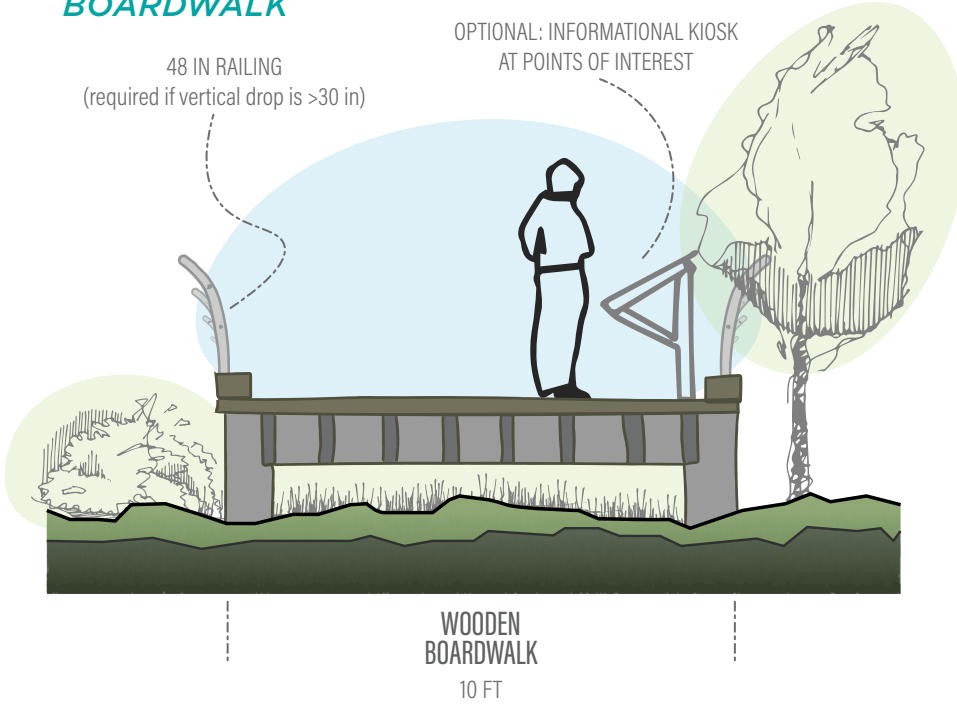 BOARDWALK
OPTIONAL: INFORMATIONAL KIOSK
AT POINTS OF INTEREST
48 IN RAILING
(required if vertical drop is >30 in)
WOODEN
BOARDWALK
10 FT